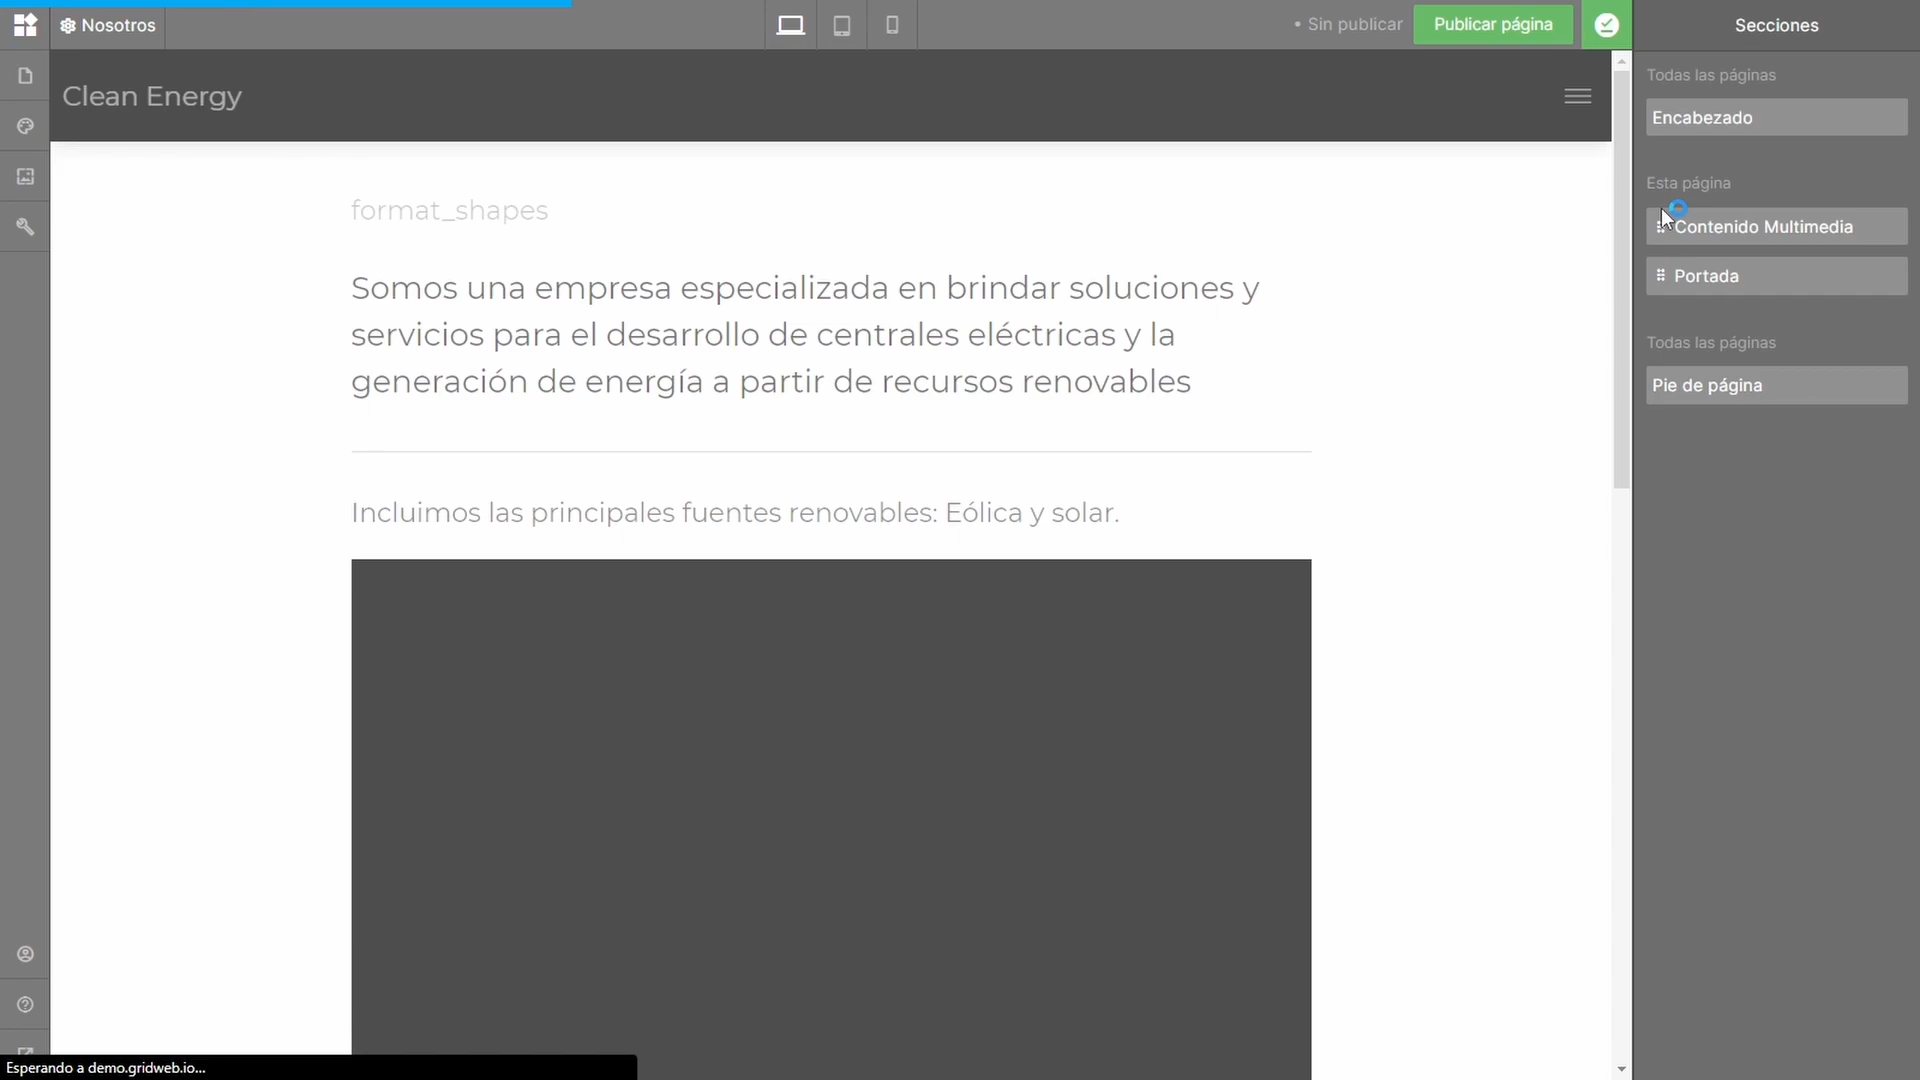 Nosotros
• Sin publicar
Publicar página
Secciones
Clean Energy
format_shapes
Somos una empresa especializada en brindar soluciones y
servicios para el desarrollo de centrales eléctricas y la
generación de energía a partir de recursos renovables
Incluimos las principales fuentes renovables: Eólica y solar.
Todas las páginas
Encabezado
Esta página
Contenido Multimedia
Portada
Todas las páginas
Pie de página
Esperando a demo.gridweb.io...